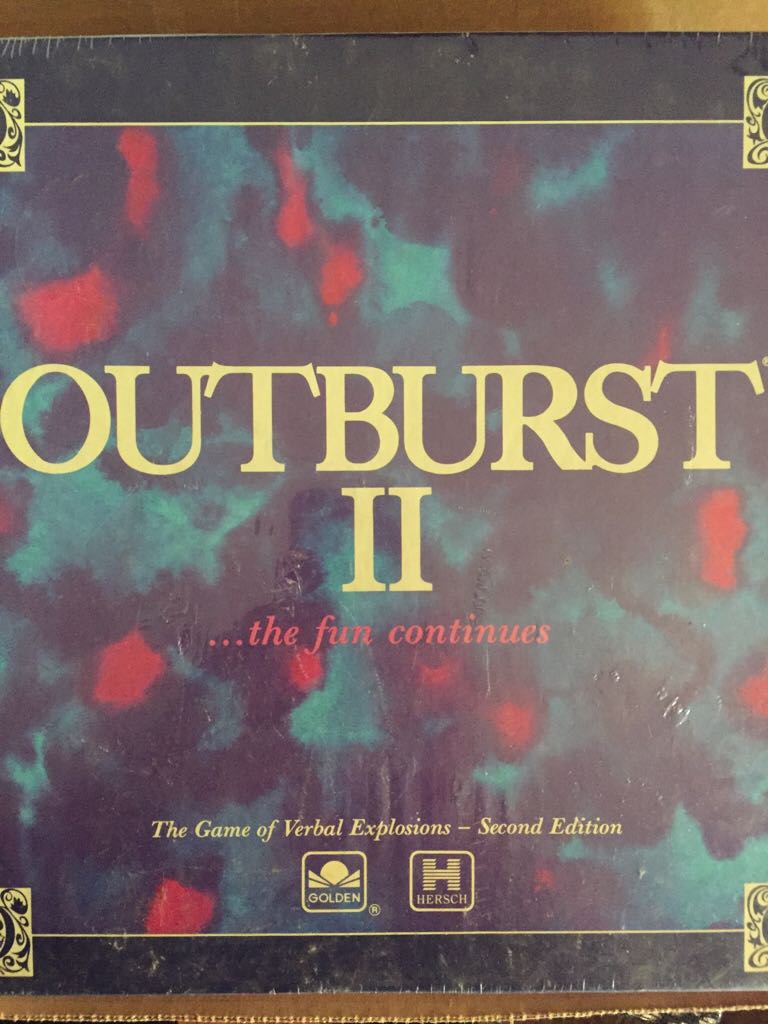 OUTBURST®
II
...the fun continues
The Game of Verbal Explosions – Second Edition
GOLDEN ®
HERSCH